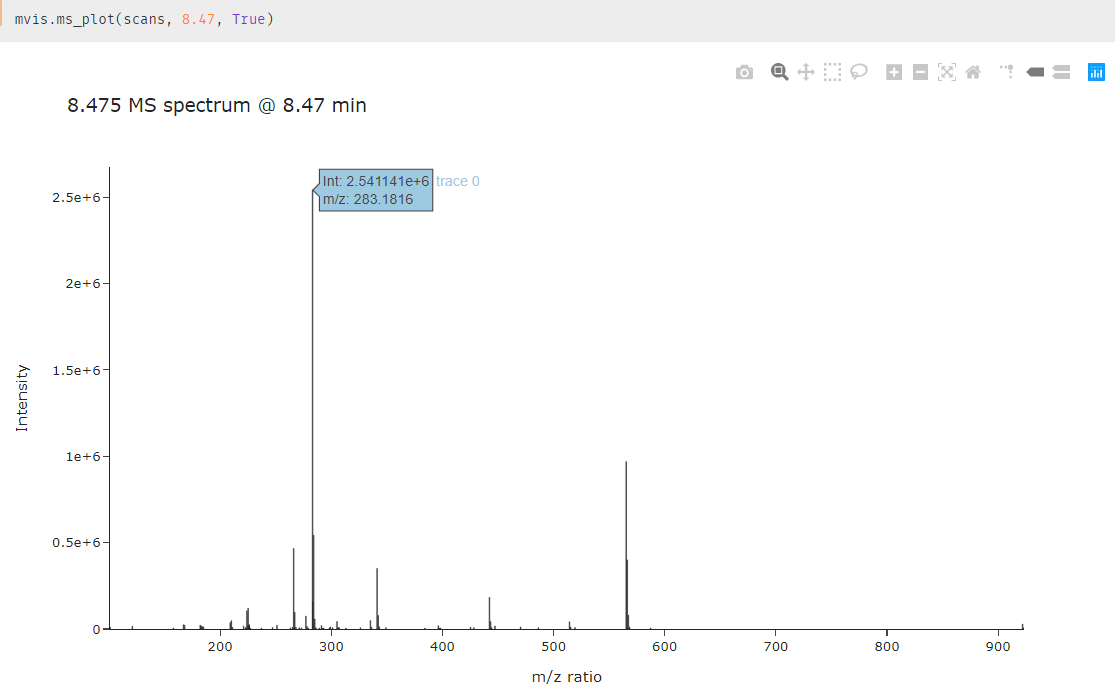 mvis.ms_plot(scans, 8.47, True)
8.475 MS spectrum @ 8.47 min
Int: 2.541141e+6 trace 0
m/z: 283.1816
2.5e+6
2e+6
1.5e+6
1e+6
0.5e+6
0
Intensity
200 300 400 500 600 700 800 900
m/z ratio